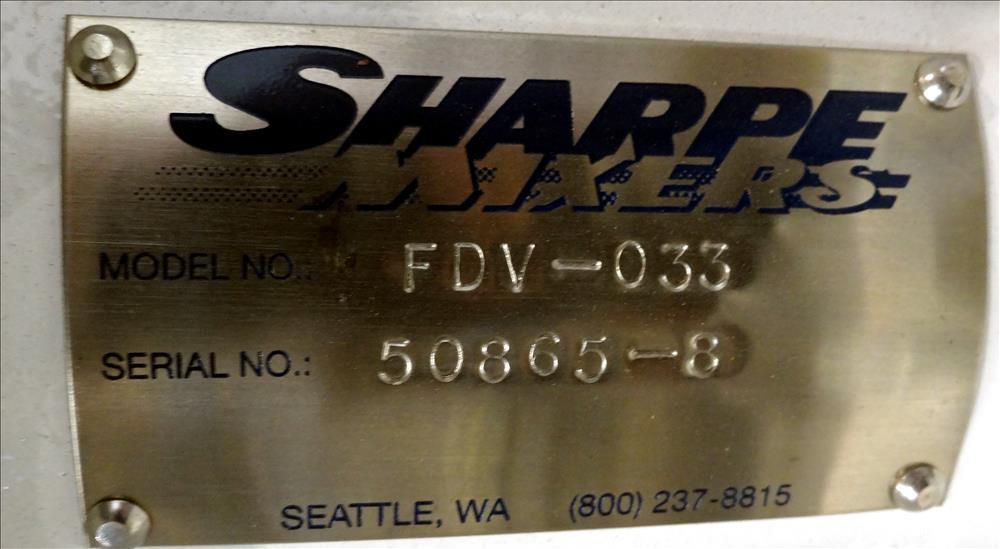 SHARPE
MIXERS
MODEL NO.: FDV-033
SERIAL NO.: 50865-8
SEATTLE, WA (800) 237-8815